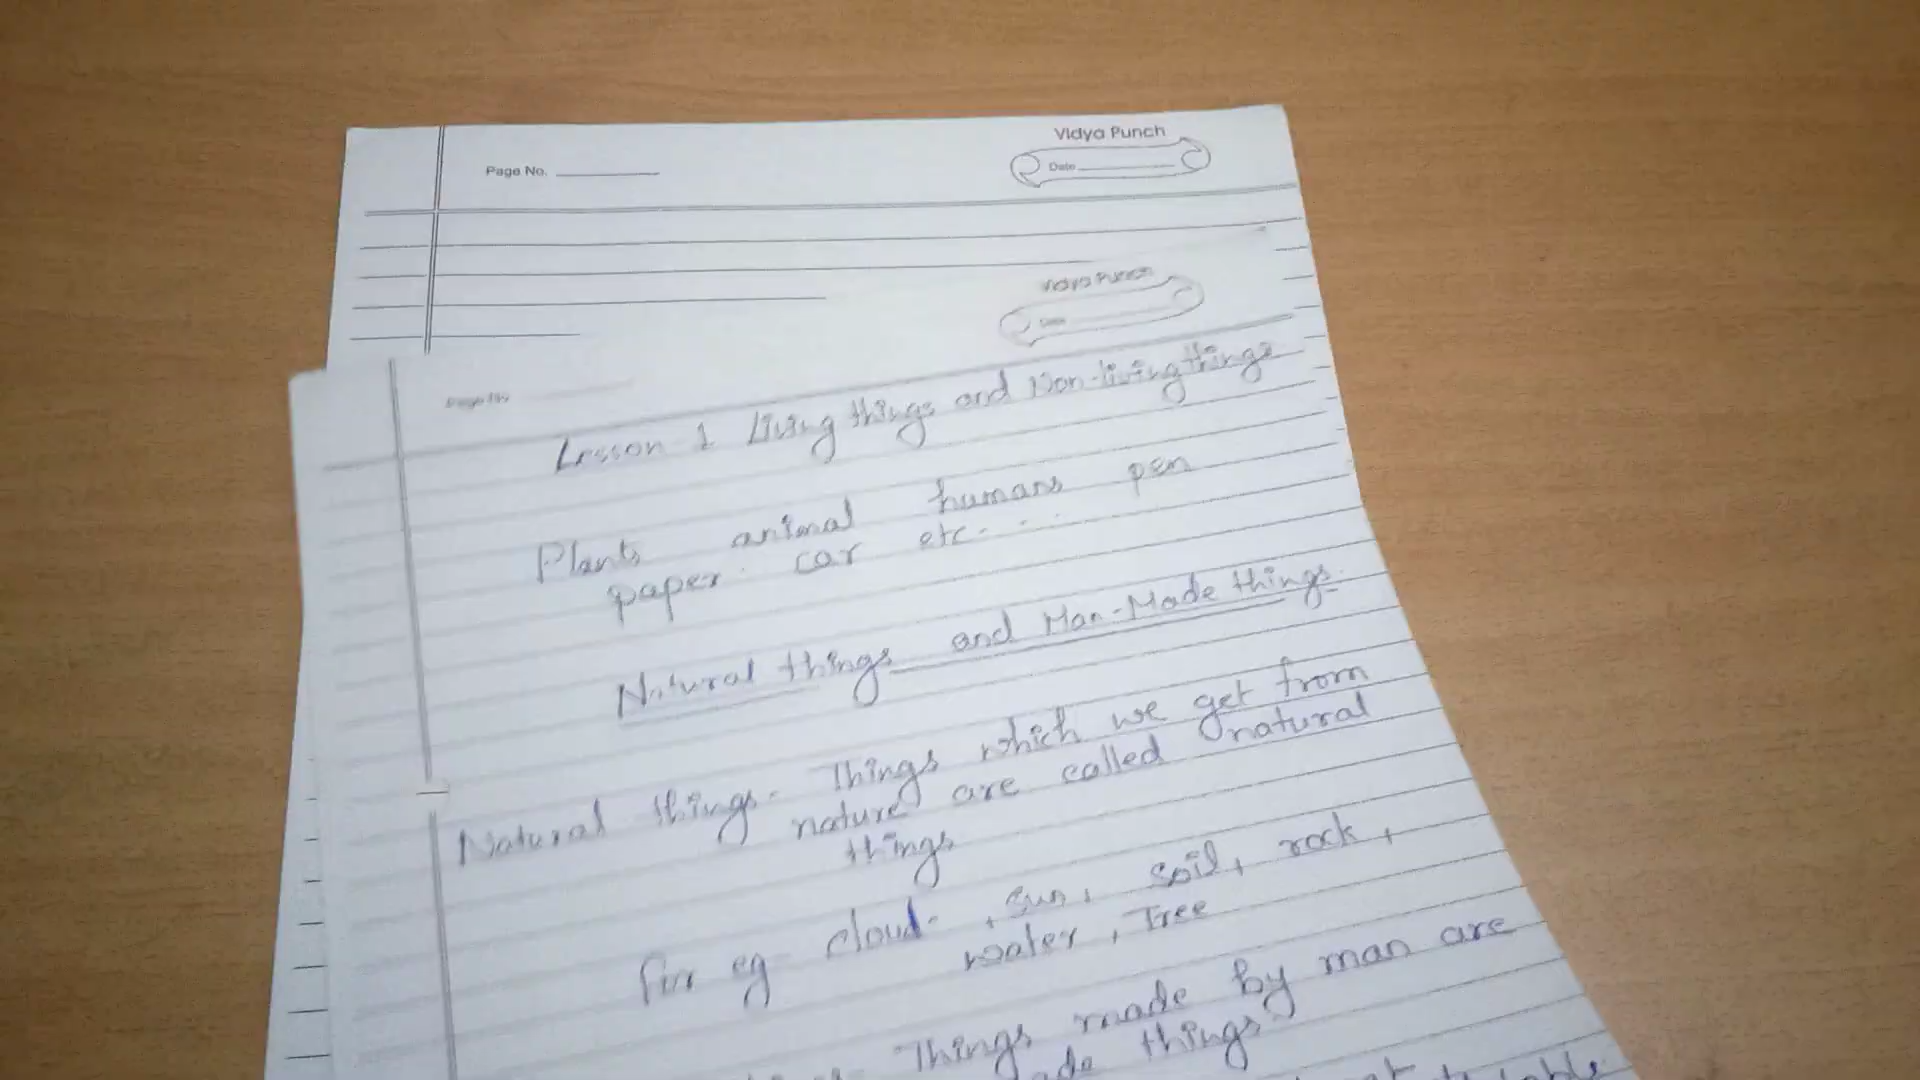 Vidya Punch
Page No.
Date
Vidya Punch
Page No.
Lesson 1 Living things and Non-living things
Plants animal humans pen
paper car etc- ...
Natural things and Man-Made things.
Natural things- Things which we get from
nature are called natural
things
For eg cloud- , sun, soil, rock,
water, Tree
Things made by man are
things